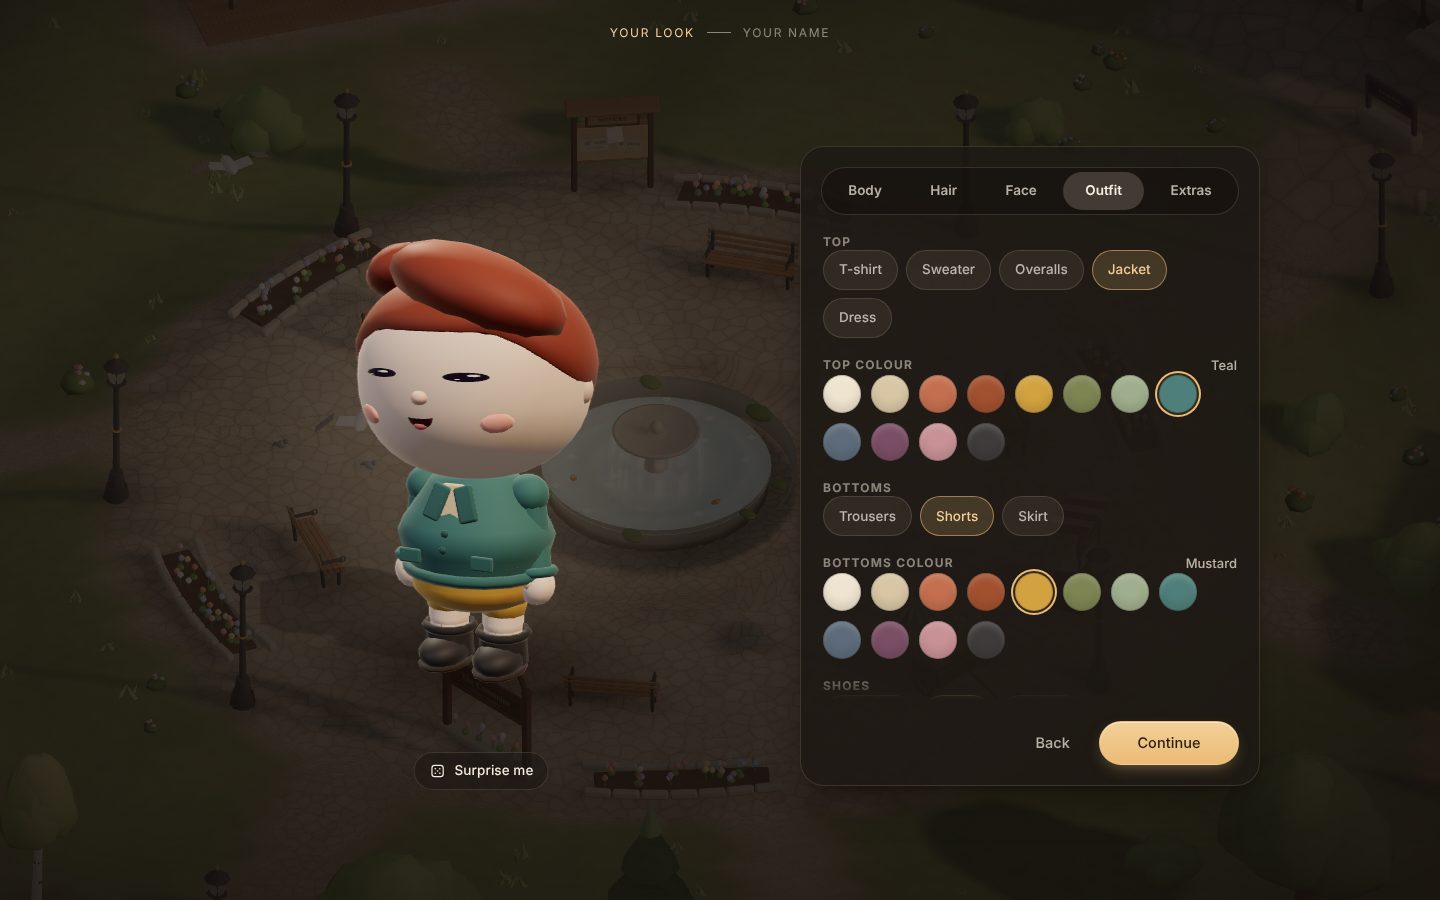 YOUR LOOK — YOUR NAME
Body Hair Face Outfit Extras
TOP
T-shirt Sweater Overalls Jacket
Dress
TOP COLOUR Teal
BOTTOMS
Trousers Shorts Skirt
BOTTOMS COLOUR Mustard
SHOES
Back Continue
Surprise me